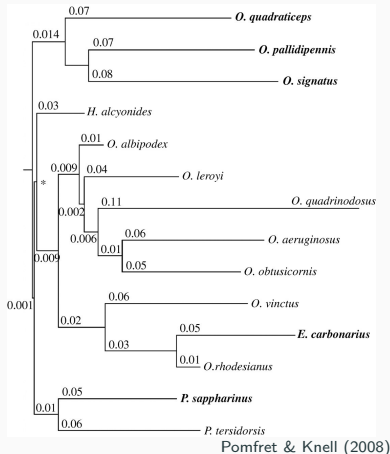 0.07
O. quadraticeps
0.014
0.07
O. pallidipennis
0.08
O. signatus
0.03
H. alcyonides
0.01
O. albipodex
*
0.009
0.04
O. leroyi
0.002
0.11
O. quadrinodosus
0.006
0.06
O. aeruginosus
0.01
0.05
O. obtusicornis
0.009
0.06
O. vinctus
0.001
0.02
0.05
E. carbonarius
0.03
0.01
O.rhodesianus
0.05
P. sappharinus
0.01
0.06
P. tersidorsis
Pomfret & Knell (2008)